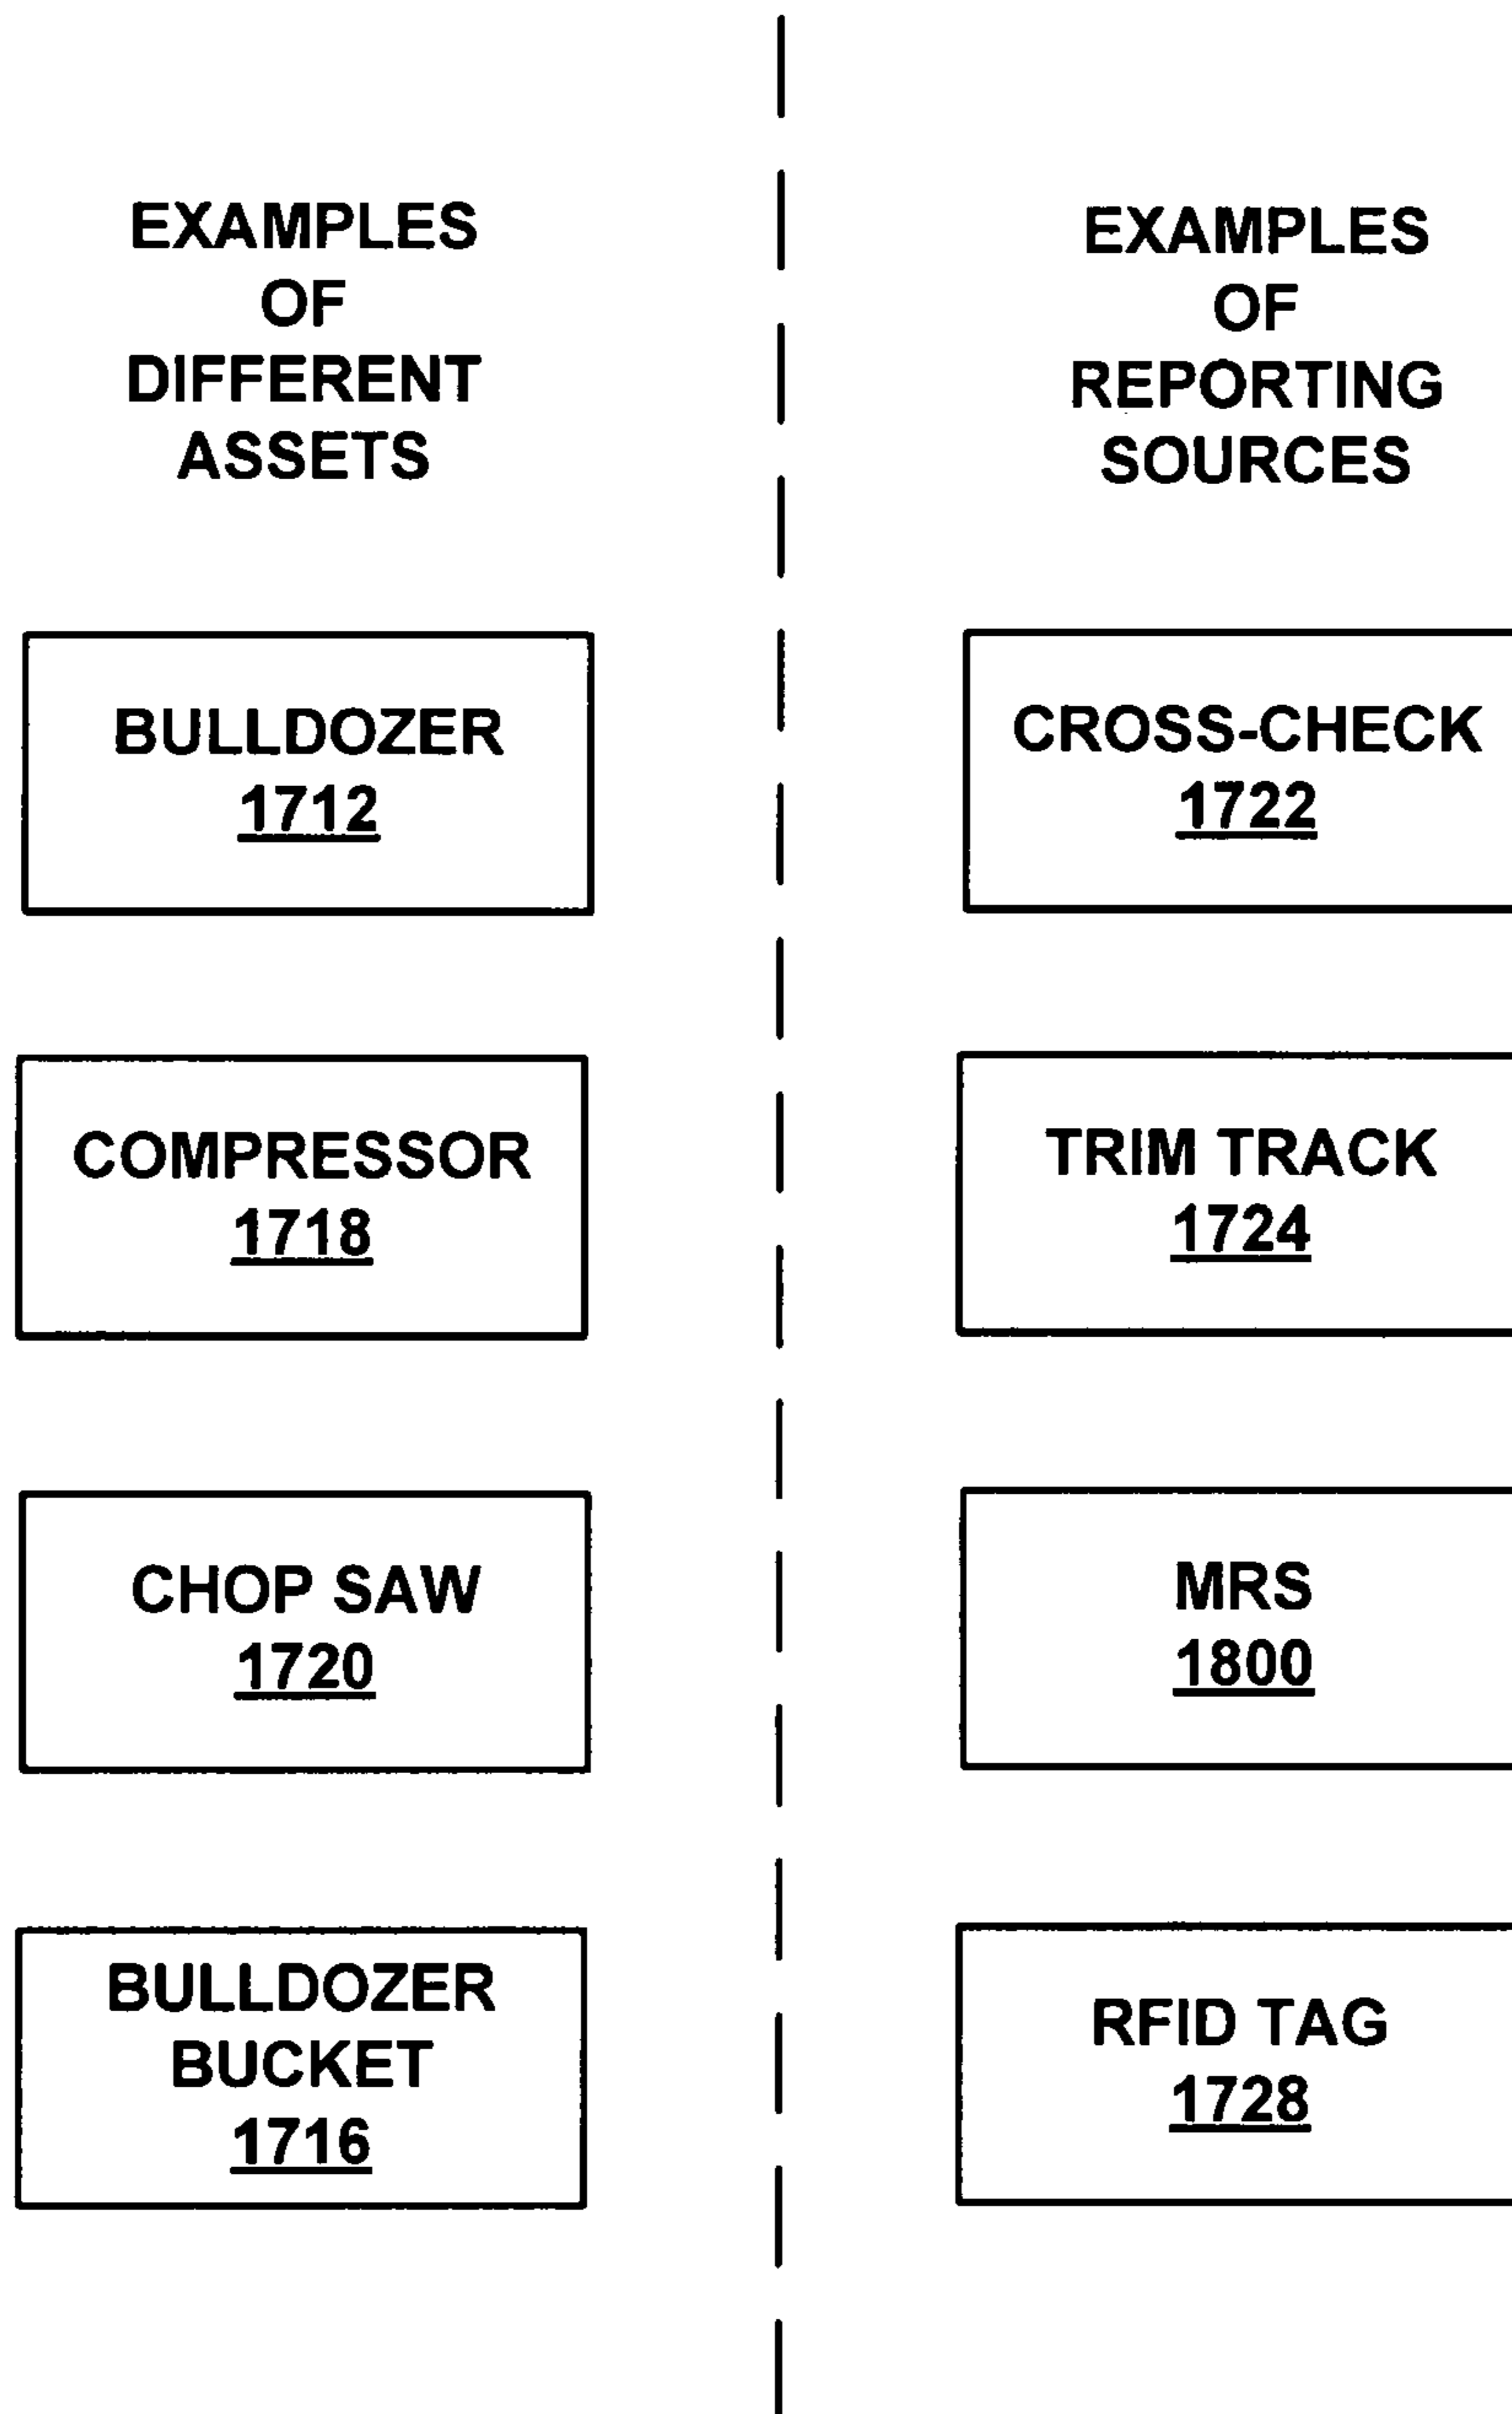 EXAMPLES
OF
DIFFERENT
ASSETS
BULLDOZER
1712
COMPRESSOR
1718
CHOP SAW
1720
BULLDOZER
BUCKET
1716
EXAMPLES
OF
REPORTING
SOURCES
CROSS-CHECK
1722
TRIM TRACK
1724
MRS
1800
RFID TAG
1728